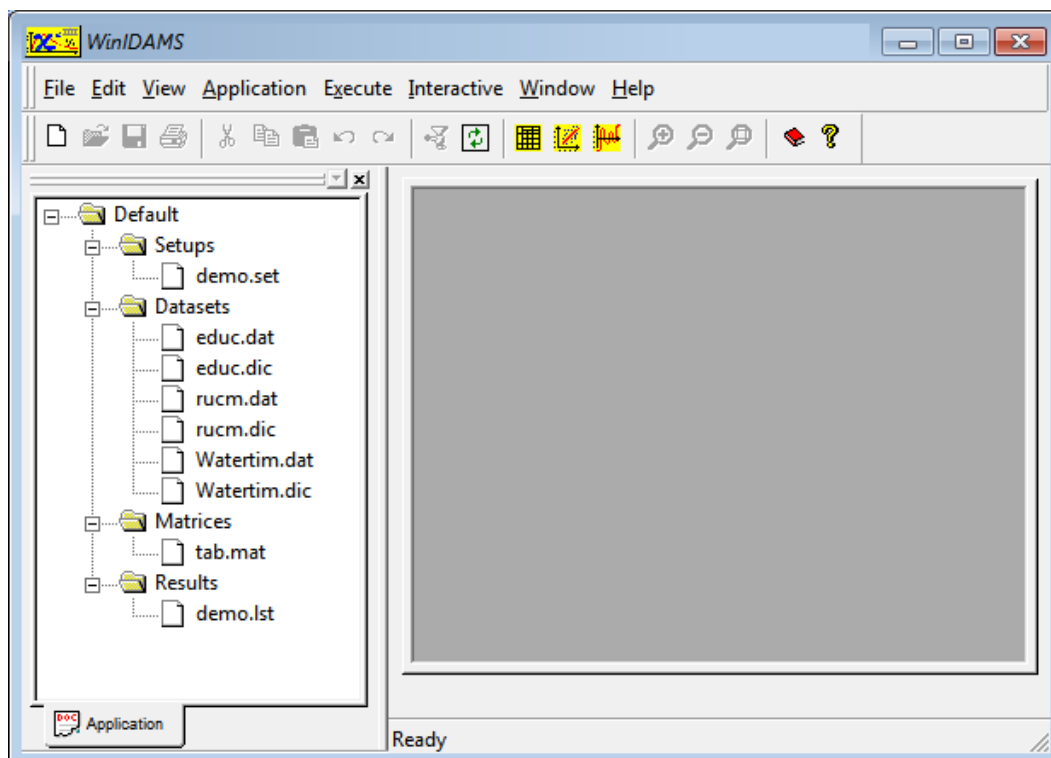 WinIDAMS
File Edit View Application Execute Interactive Window Help
Default
Setups
demo.set
Datasets
educ.dat
educ.dic
rucm.dat
rucm.dic
Watertim.dat
Watertim.dic
Matrices
tab.mat
Results
demo.lst
DOC Application
Ready